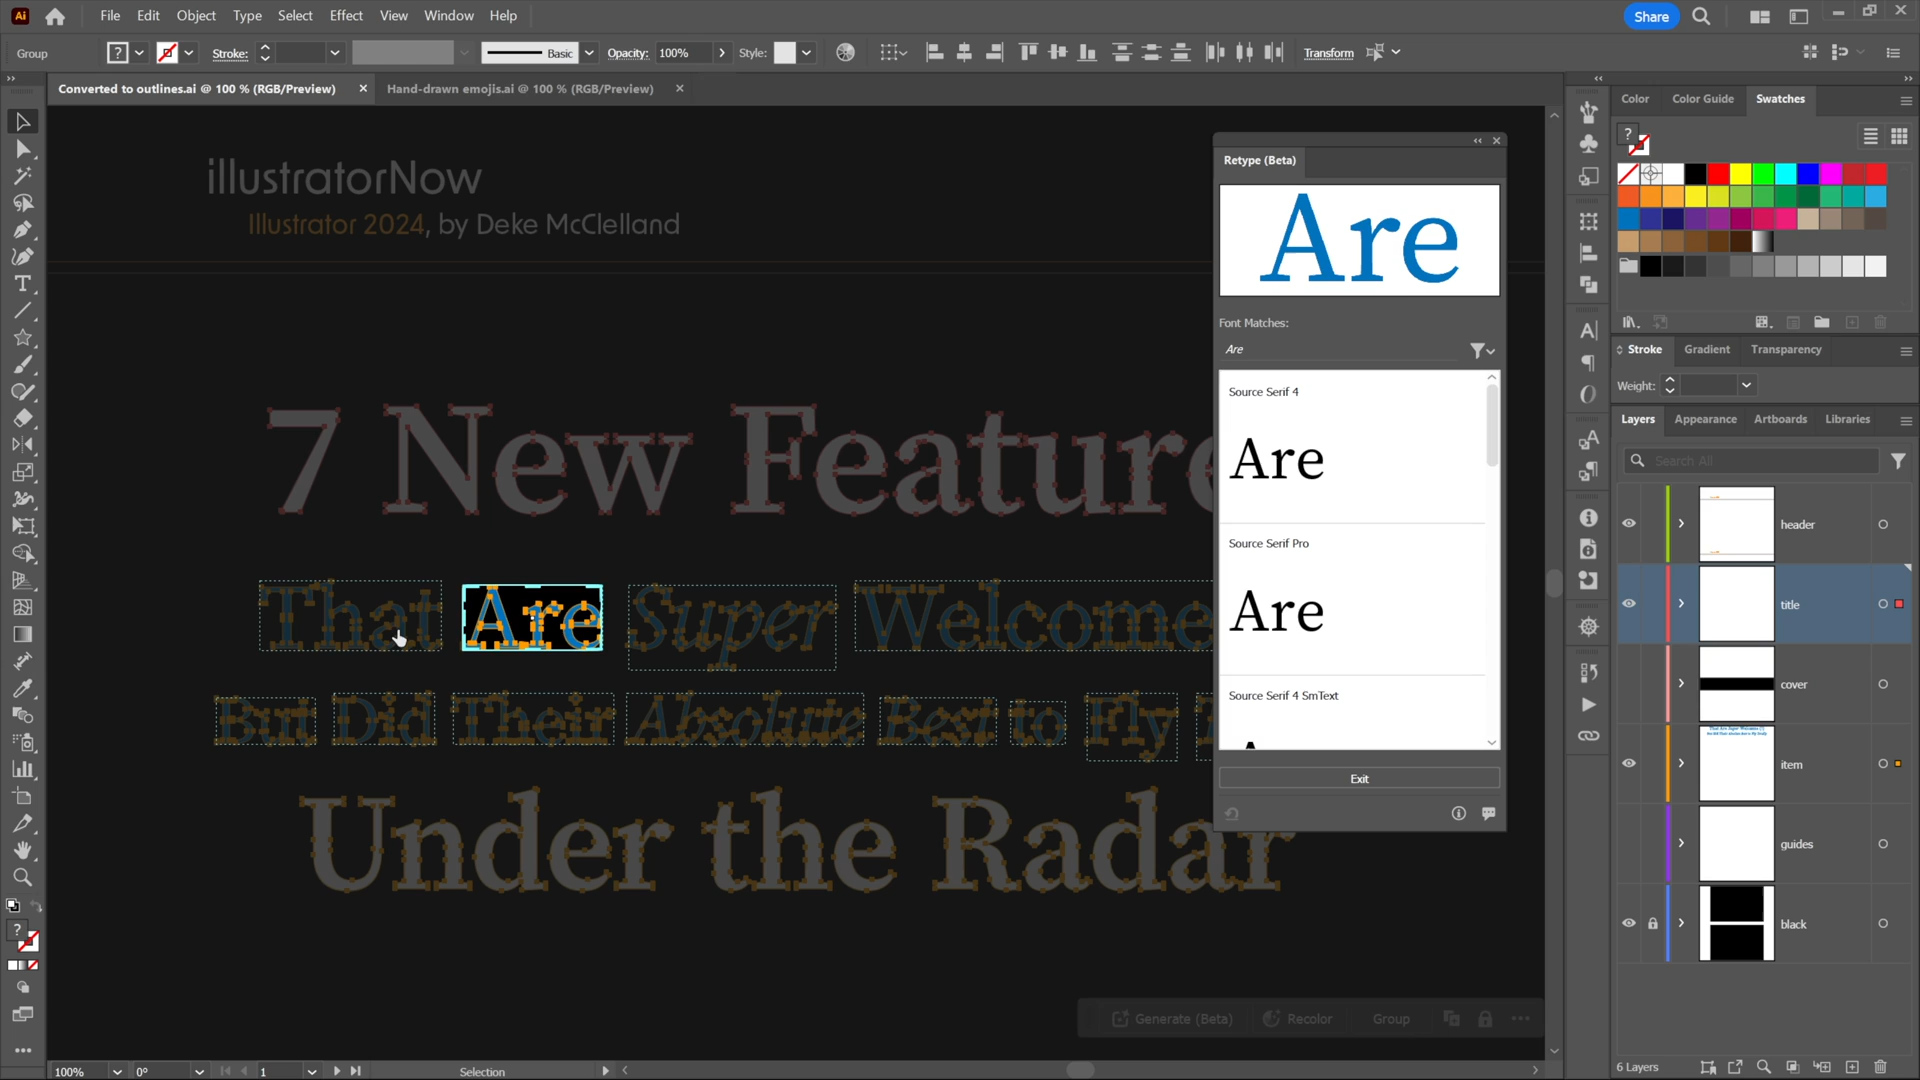 Ai File Edit Object Type Select Effect View Window Help Share
Group ? Stroke: Basic Opacity: 100% Style: Transform
Converted to outlines.ai @ 100 % (RGB/Preview) Hand-drawn emojis.ai @ 100 % (RGB/Preview)
illustratorNow
Illustrator 2024, by Deke McClelland
7 New Feature
That Are Super Welcome
But Did Their Absolute Best to Fly
Under the Radar
Retype (Beta)
Are
Font Matches:
Are
Source Serif 4
Are
Source Serif Pro
Are
Source Serif 4 SmText
Exit
Generate (Beta) Recolor Group
Color Color Guide Swatches
?
Stroke Gradient Transparency
Weight:
Layers Appearance Artboards Libraries
Search All
header
title
cover
item
guides
black
6 Layers
?
100% 0° 1 Selection